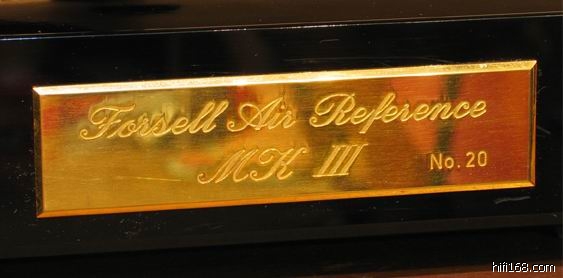 Forsell Air Reference
MK III
No. 20
hifi168.com